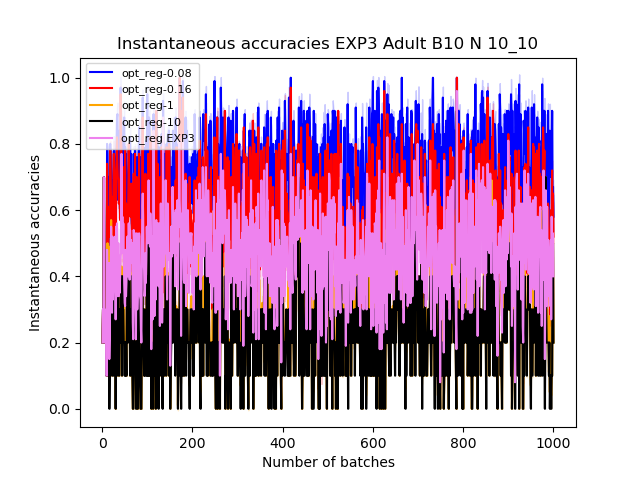 Instantaneous accuracies EXP3 Adult B10 N 10_10
opt_reg-0.08
opt_reg-0.16
opt_reg-1
opt_reg-10
opt_reg EXP3
1.0
0.8
0.6
0.4
0.2
0.0
Instantaneous accuracies
0 200 400 600 800 1000
Number of batches